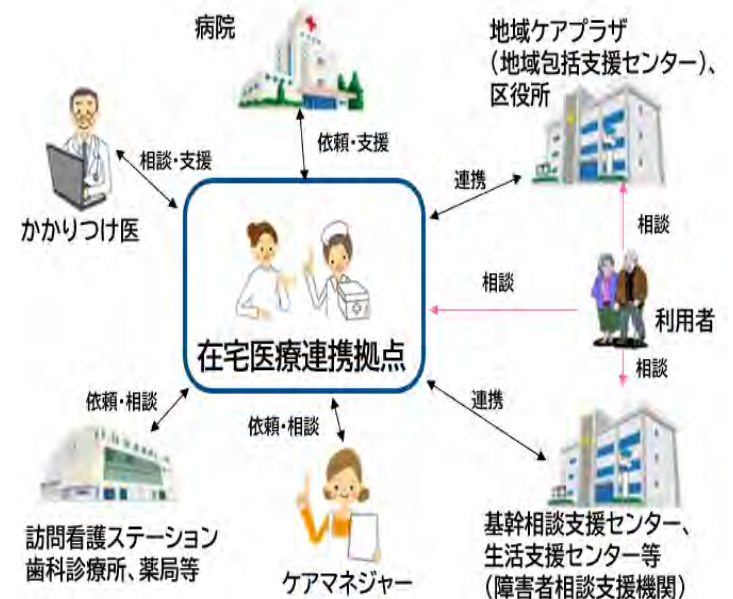 病院
地域ケアプラザ
(地域包括支援センター)、
区役所
依頼・支援
相談・支援
連携
かかりつけ医
相談
相談
利用者
在宅医療連携拠点
相談
依頼・相談
連携
依頼・相談
訪問看護ステーション
歯科診療所、薬局等
ケアマネジャー
基幹相談支援センター、
生活支援センター等
(障害者相談支援機関)